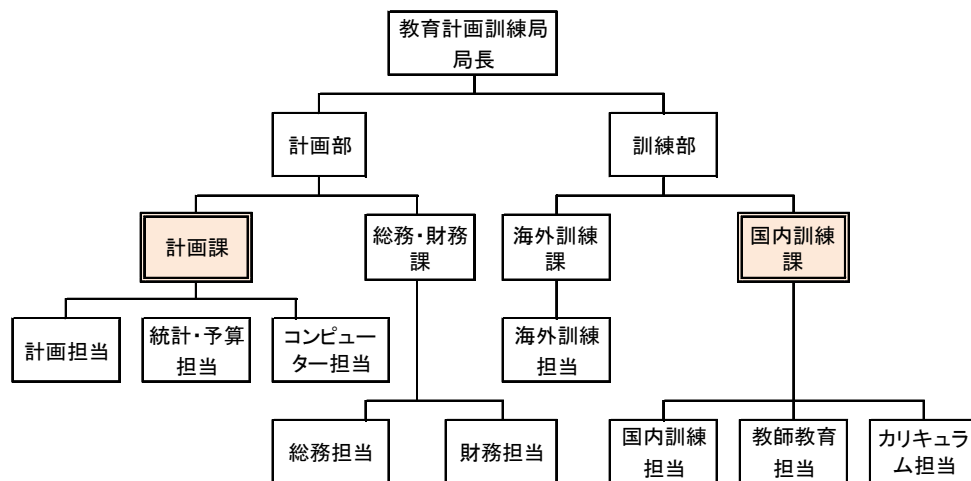 教育計画訓練局
局長
計画部
訓練部
計画課
総務・財務
課
海外訓練
課
国内訓練
課
計画担当
統計・予算
担当
コンピュー
ター担当
海外訓練
担当
総務担当
財務担当
国内訓練
担当
教師教育
担当
カリキュラ
ム担当